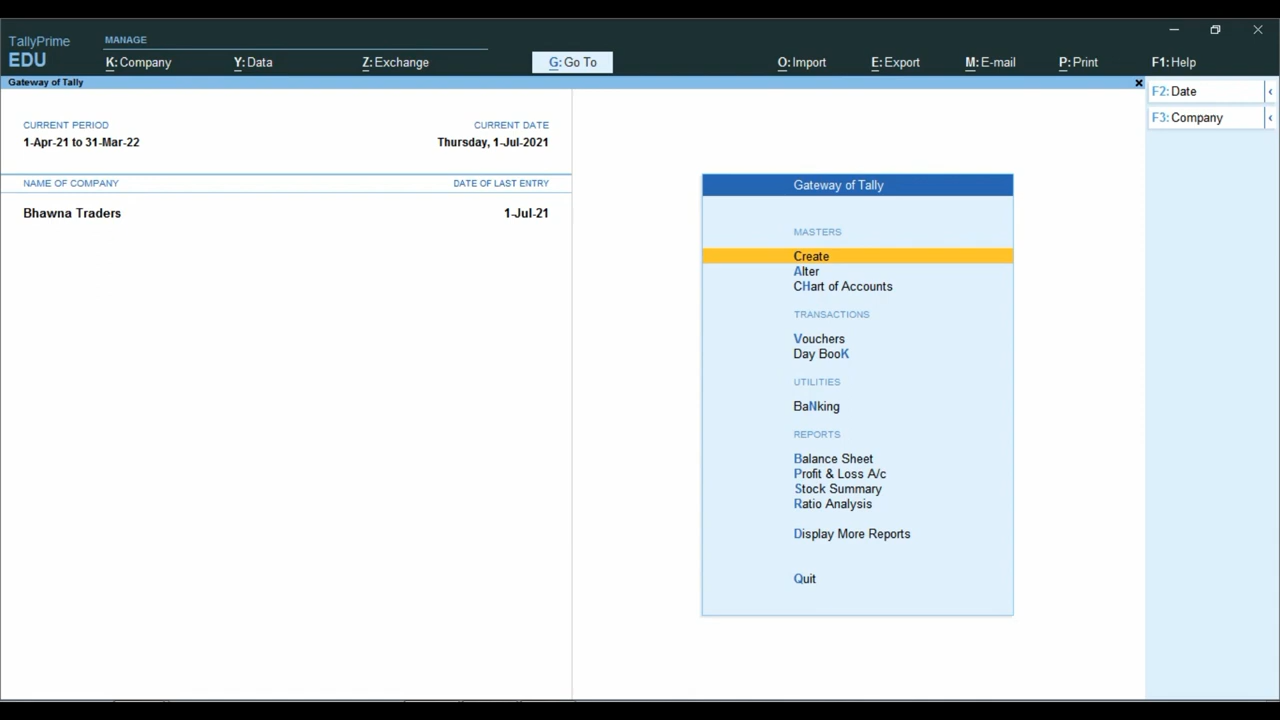 TallyPrime
EDU
MANAGE
K: Company
Y: Data
Z: Exchange
G: Go To
O: Import
E: Export
M: E-mail
P: Print
F1: Help
Gateway of Tally
F2: Date
F3: Company
CURRENT PERIOD
CURRENT DATE
1-Apr-21 to 31-Mar-22
Thursday, 1-Jul-2021
NAME OF COMPANY
DATE OF LAST ENTRY
Bhawna Traders
1-Jul-21
Gateway of Tally
MASTERS
Create
Alter
CHart of Accounts
TRANSACTIONS
Vouchers
Day BooK
UTILITIES
BaNking
REPORTS
Balance Sheet
Profit & Loss A/c
Stock Summary
Ratio Analysis
Display More Reports
Quit